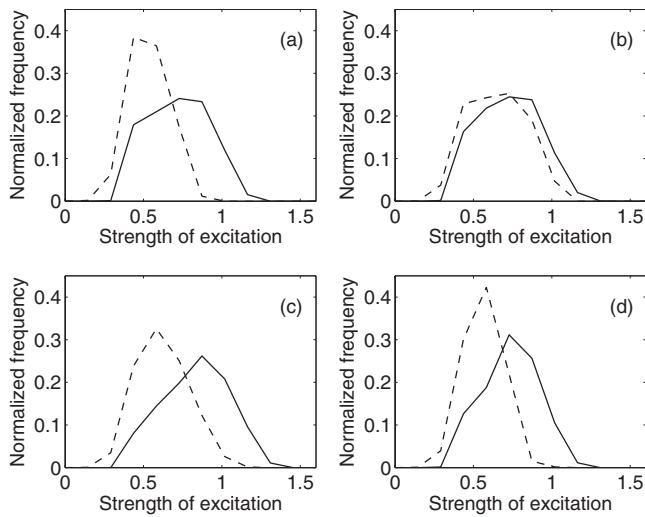 (a)
Normalized frequency
0.4
0.3
0.2
0.1
0
0 0.5 1 1.5
Strength of excitation
(b)
Normalized frequency
0.4
0.3
0.2
0.1
0
0 0.5 1 1.5
Strength of excitation
(c)
Normalized frequency
0.4
0.3
0.2
0.1
0
0 0.5 1 1.5
Strength of excitation
(d)
Normalized frequency
0.4
0.3
0.2
0.1
0
0 0.5 1 1.5
Strength of excitation